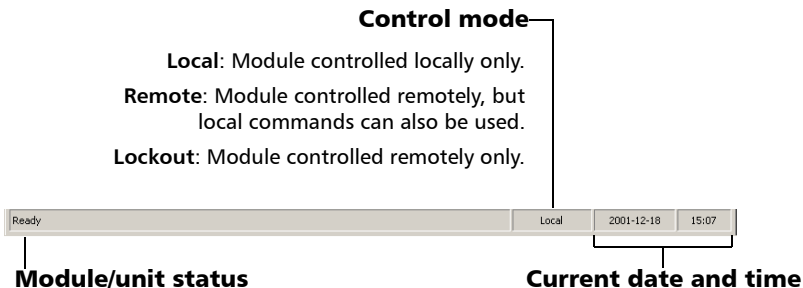 Control mode
Local: Module controlled locally only.
Remote: Module controlled remotely, but
local commands can also be used.
Lockout: Module controlled remotely only.
Ready Local 2001-12-18 15:07
Module/unit status Current date and time